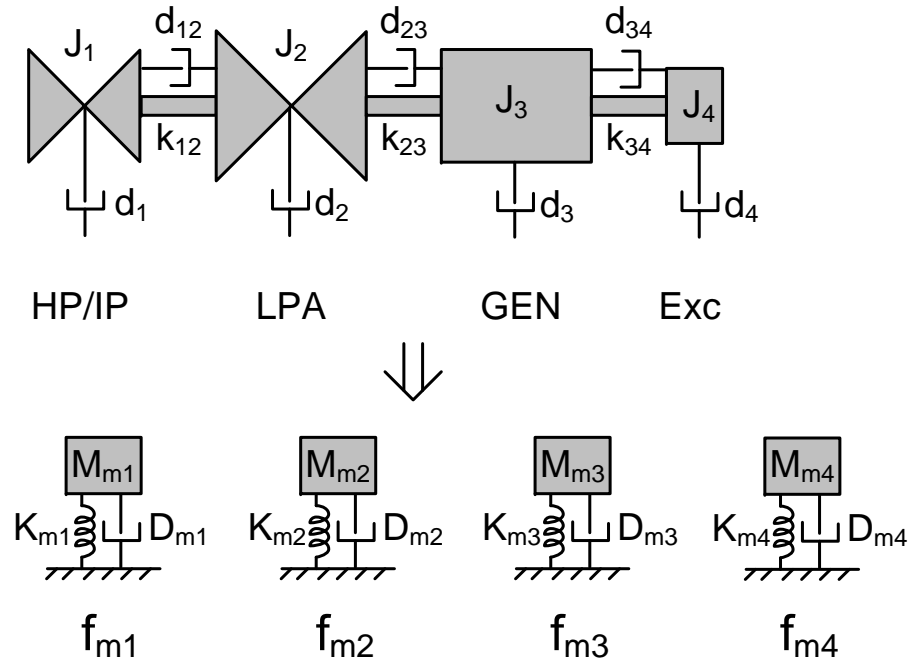 d12 d23 d34
J1 J2 J3 J4
k12 k23 k34
d1 d2 d3 d4
HP/IP LPA GEN Exc
Mm1 Mm2 Mm3 Mm4
Km1 Dm1 Km2 Dm2 Km3 Dm3 Km4 Dm4
fm1 fm2 fm3 fm4